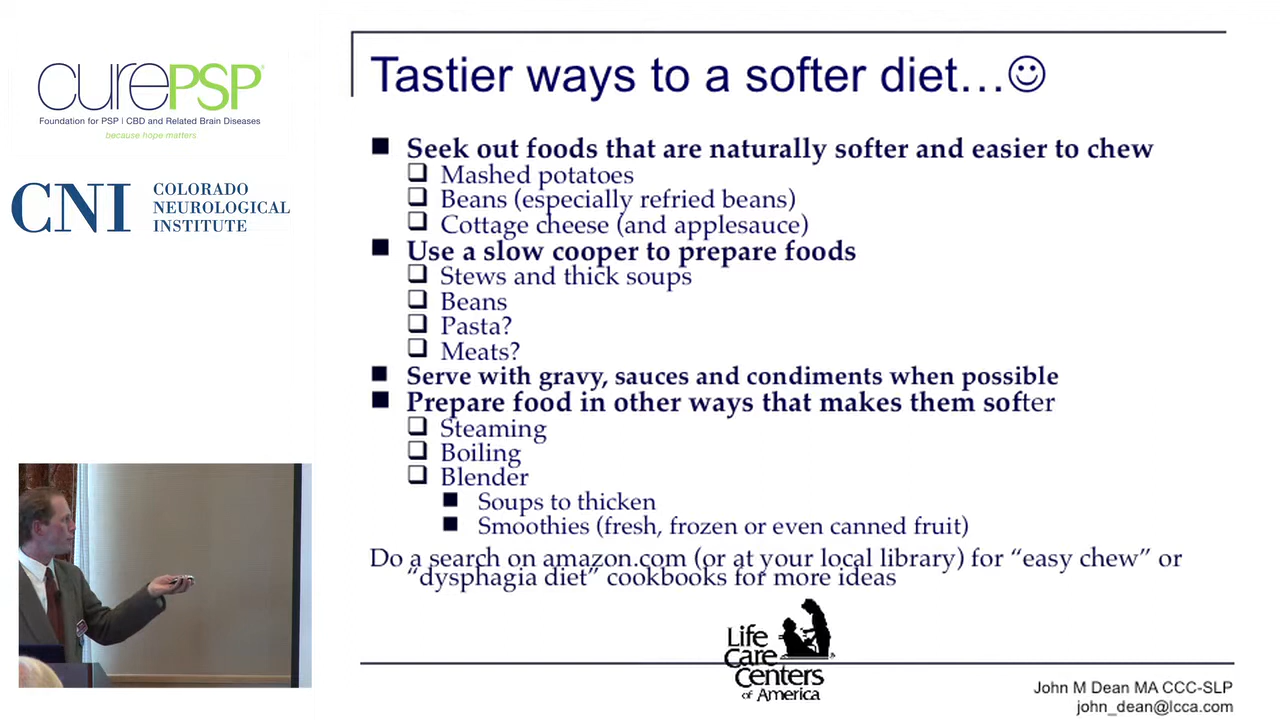 curePSP
Foundation for PSP | CBD and Related Brain Diseases
because hope matters
CNI
COLORADO
NEUROLOGICAL
INSTITUTE
Tastier ways to a softer diet…☺
Seek out foods that are naturally softer and easier to chew
Mashed potatoes
Beans (especially refried beans)
Cottage cheese (and applesauce)
Use a slow cooper to prepare foods
Stews and thick soups
Beans
Pasta?
Meats?
Serve with gravy, sauces and condiments when possible
Prepare food in other ways that makes them softer
Steaming
Boiling
Blender
Soups to thicken
Smoothies (fresh, frozen or even canned fruit)
Do a search on amazon.com (or at your local library) for “easy chew” or
“dysphagia diet” cookbooks for more ideas
Life
Care
Centers
of America
John M Dean MA CCC-SLP
john_dean@lcca.com